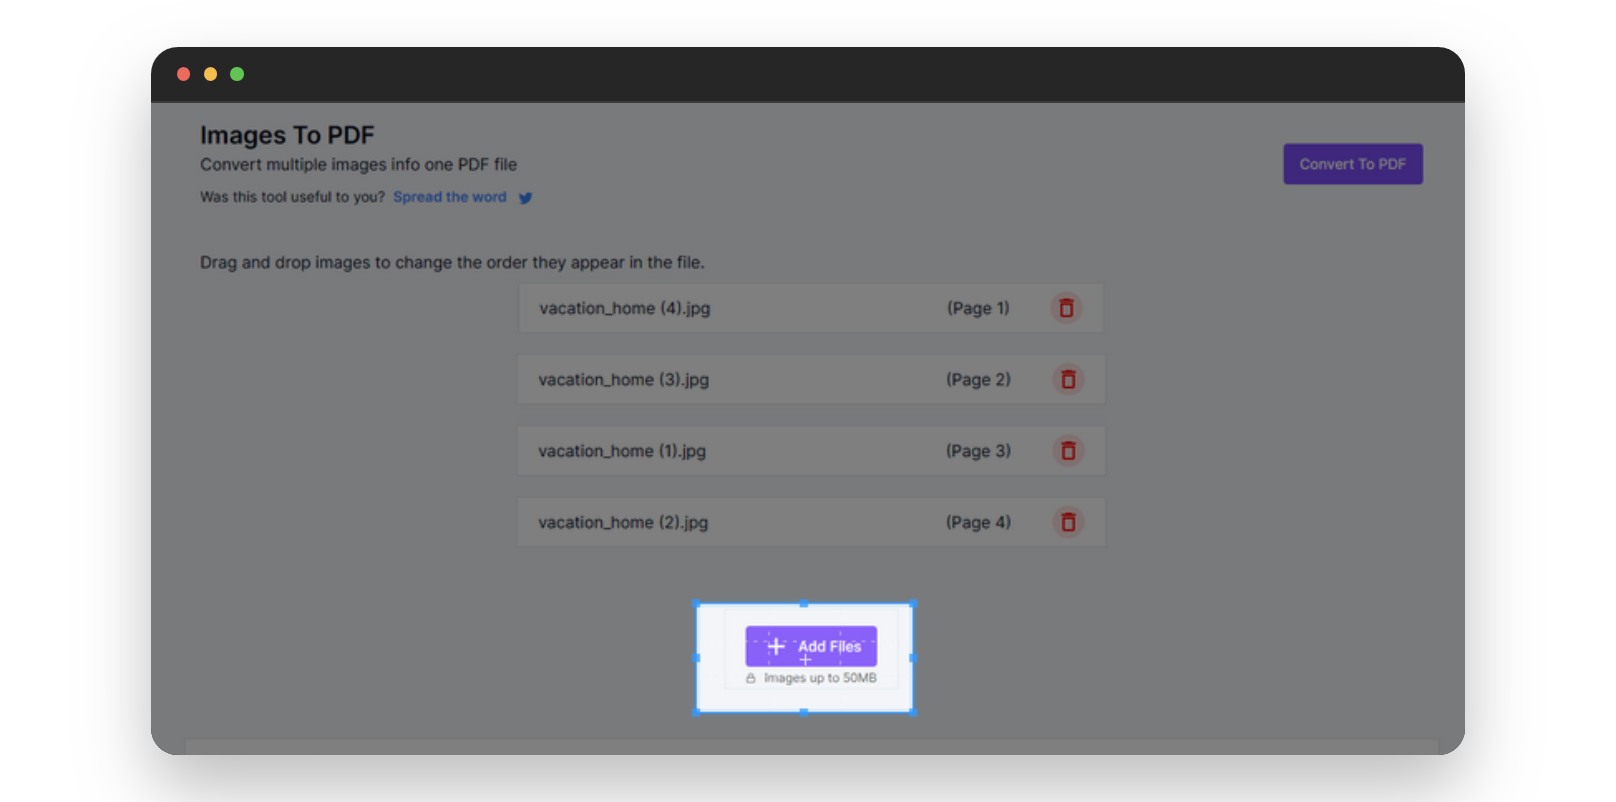 Images To PDF
Convert multiple images info one PDF file
Convert To PDF
Was this tool useful to you? Spread the word
Drag and drop images to change the order they appear in the file.
vacation_home (4).jpg (Page 1)
vacation_home (3).jpg (Page 2)
vacation_home (1).jpg (Page 3)
vacation_home (2).jpg (Page 4)
Add Files
Images up to 50MB